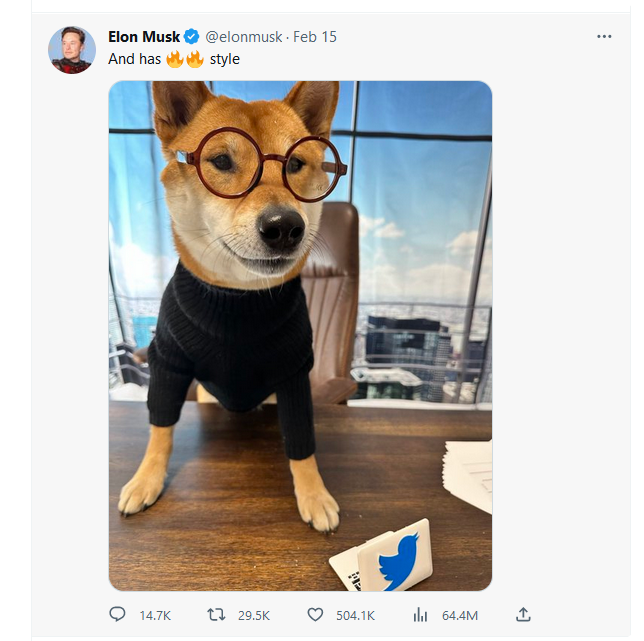 Elon Musk @elonmusk · Feb 15
And has 🔥🔥 style
14.7K 29.5K 504.1K 64.4M